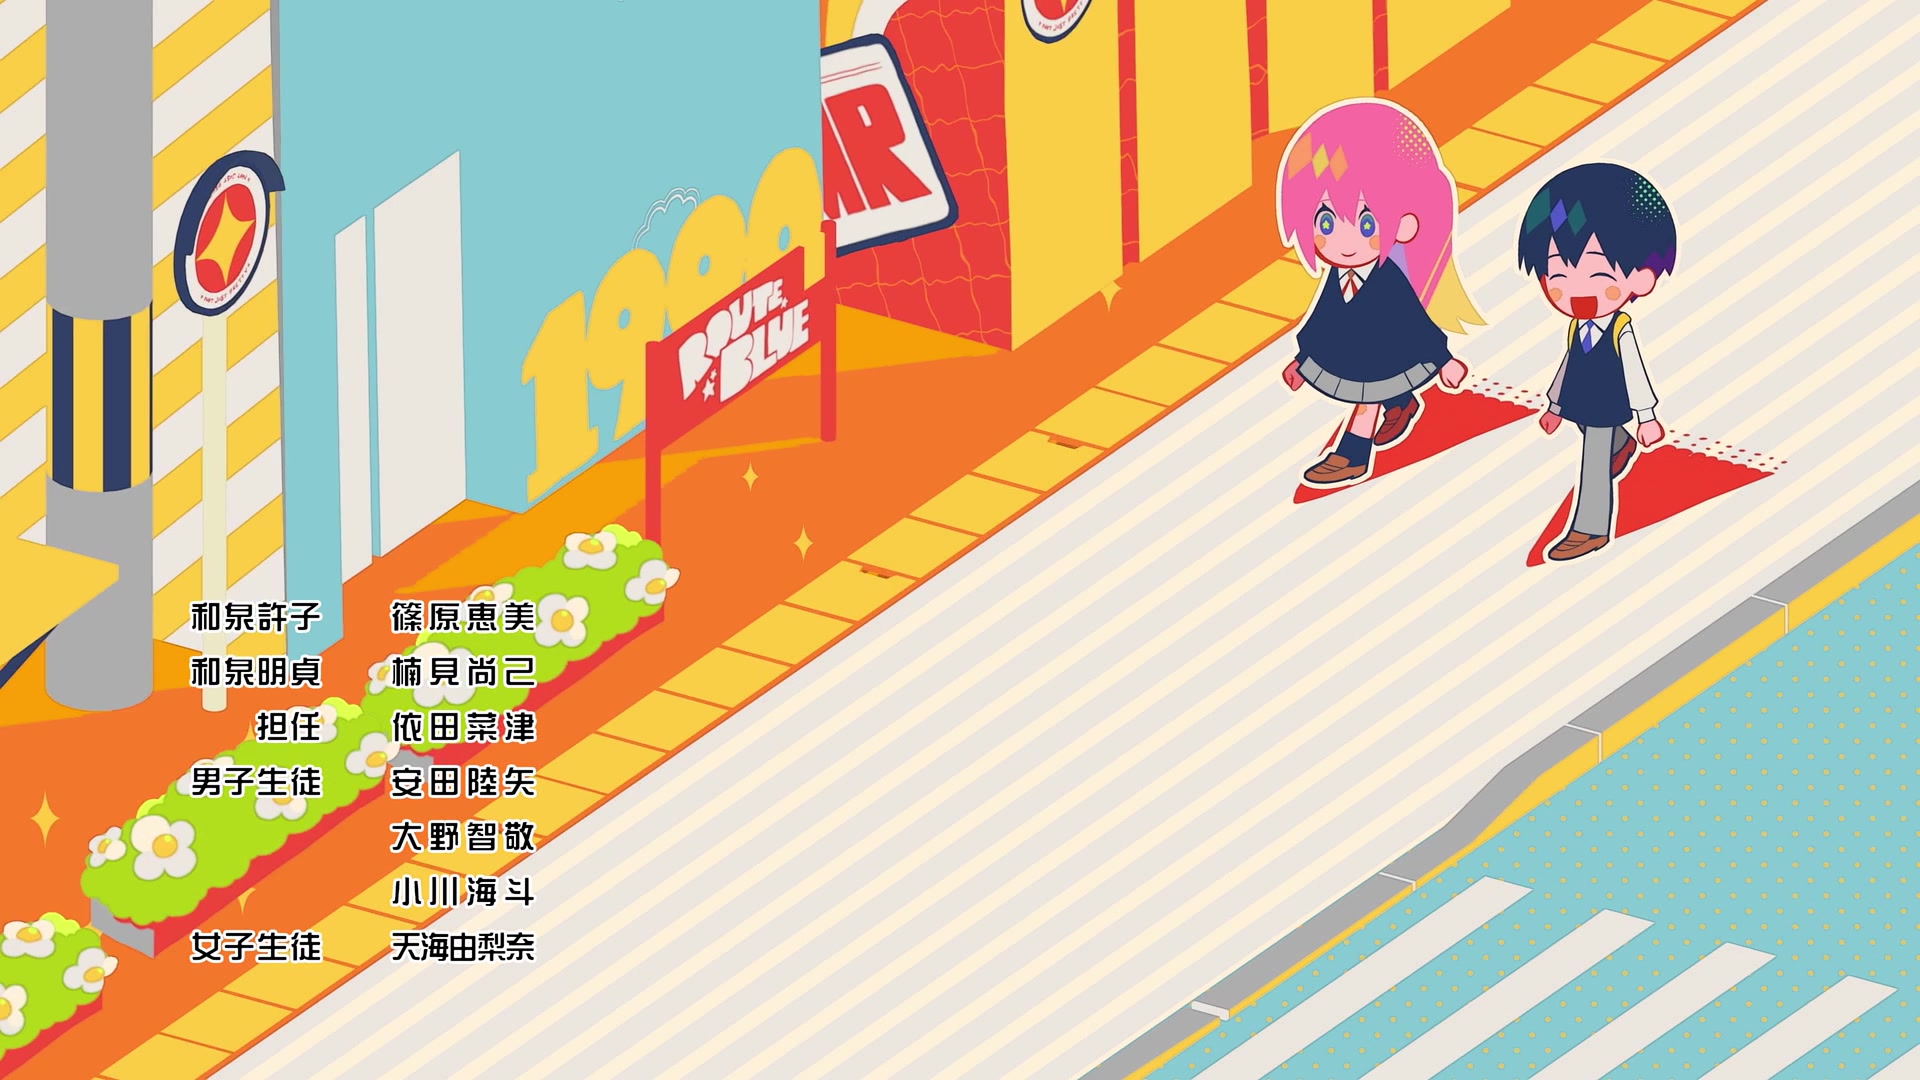 1900
AR
ROUTE
BLUE
和泉許子 篠原恵美
和泉明貞 楠見尚己
担任 依田菜津
男子生徒 安田陸矢
大野智敬
小川海斗
女子生徒 天海由梨奈